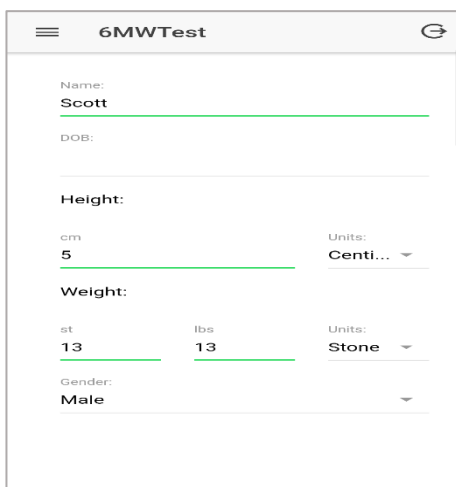 6MWTest
Name:
Scott
DOB:
Height:
cm Units:
5 Centi...
Weight:
st lbs Units:
13 13 Stone
Gender:
Male